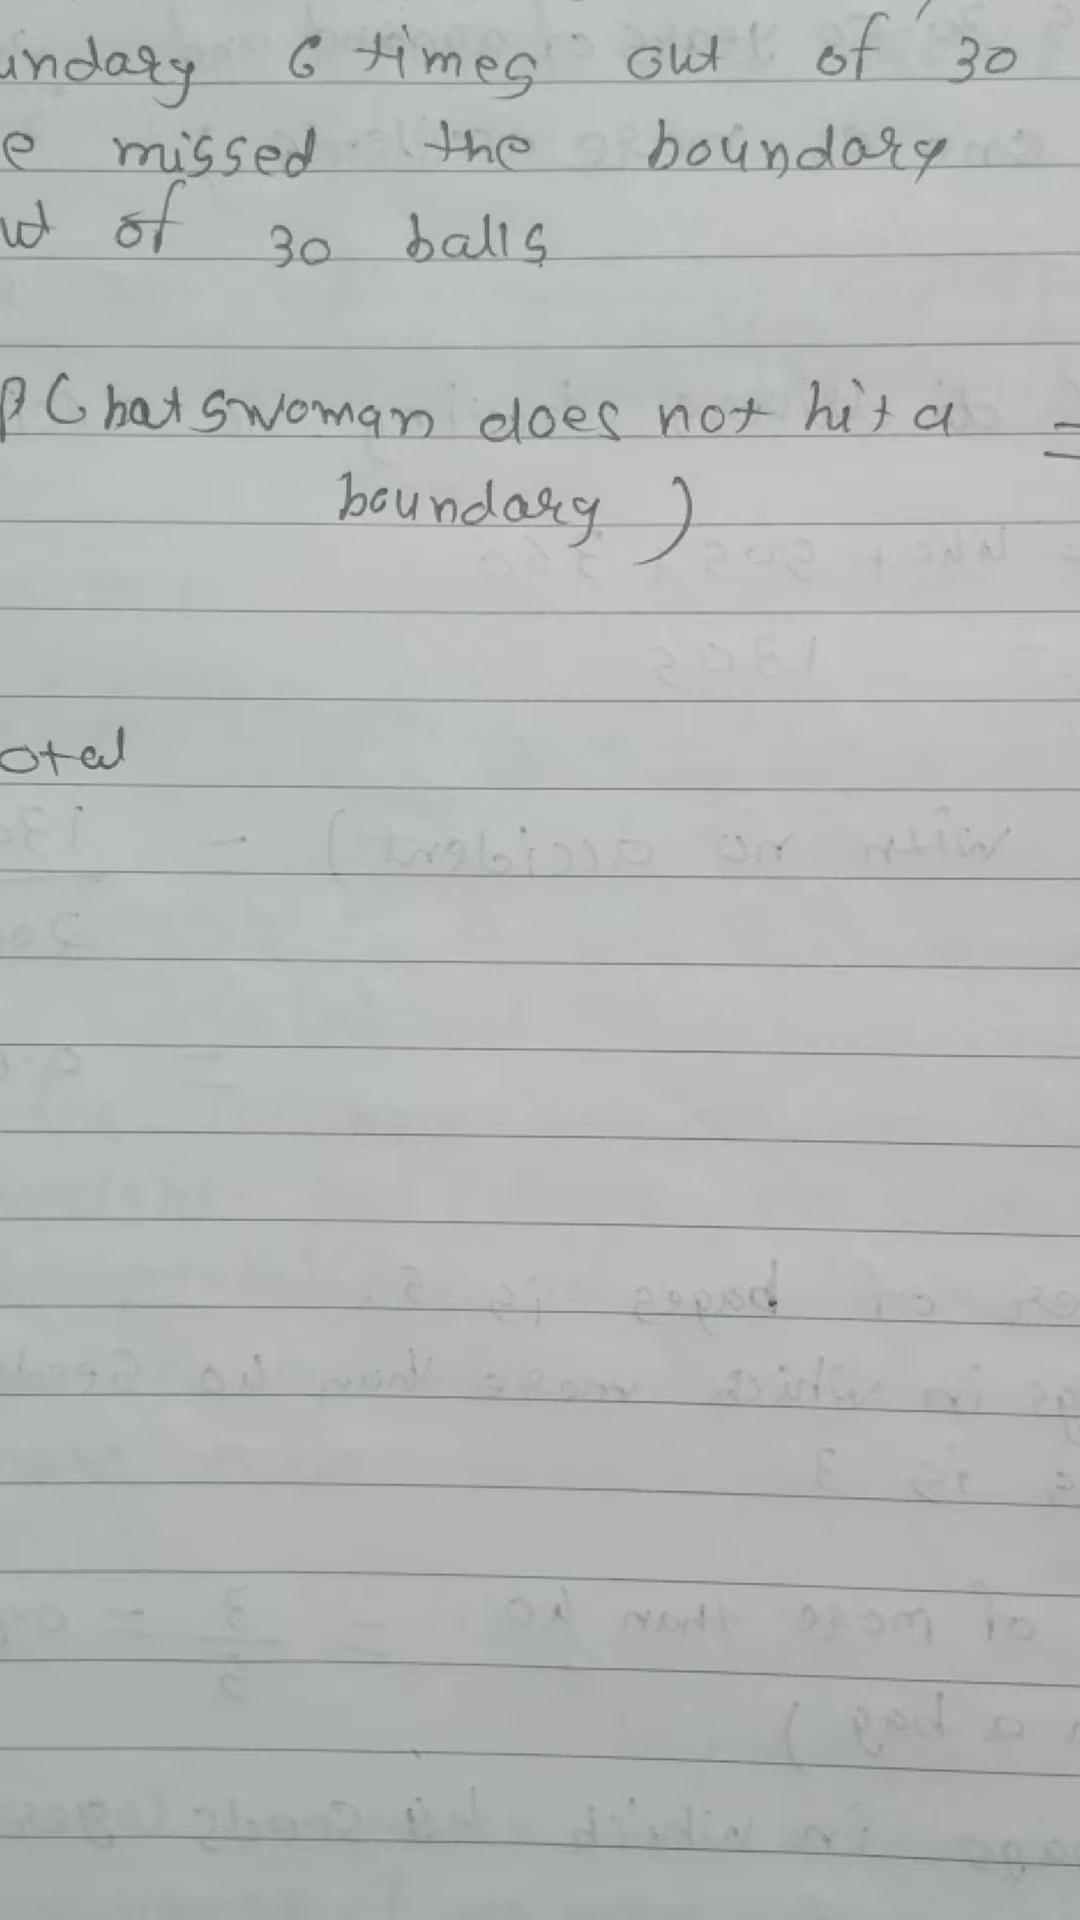 undary 6 times out of 30
e missed the boundary
ut of 30 balls
P(batswoman does not hit a =
boundary )
otal